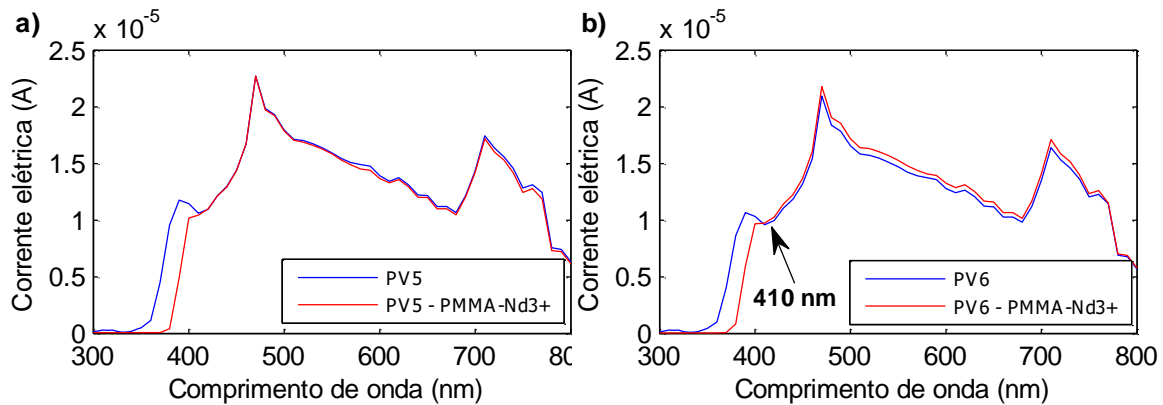 a)
x 10-5
2.5
2
1.5
1
0.5
0
Corrente elétrica (A)
PV5
PV5 - PMMA-Nd3+
300 400 500 600 700 80
Comprimento de onda (nm)
b)
x 10-5
2.5
2
1.5
1
0.5
0
Corrente elétrica (A)
410 nm
PV6
PV6 - PMMA-Nd3+
300 400 500 600 700 800
Comprimento de onda (nm)